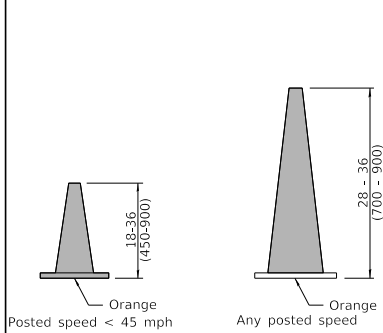 18-36
(450-900)
Orange
Posted speed < 45 mph
28 - 36
(700 - 900)
Orange
Any posted speed